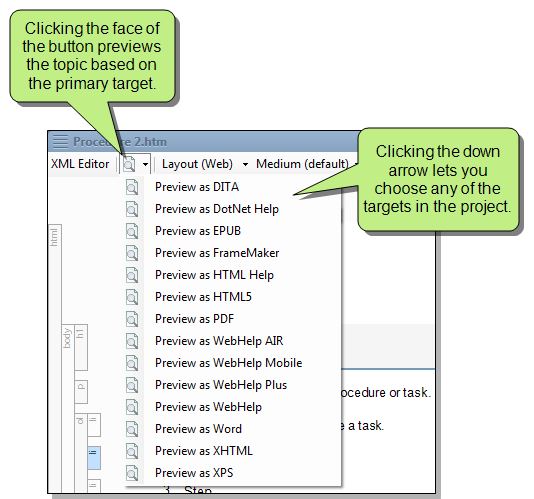 Clicking the face of
the button previews
the topic based on
the primary target.
Procedure 2.htm
XML Editor
Layout (Web)
Medium (default)
Clicking the down
arrow lets you
choose any of the
targets in the project.
Preview as DITA
Preview as DotNet Help
Preview as EPUB
Preview as FrameMaker
Preview as HTML Help
Preview as HTML5
Preview as PDF
Preview as WebHelp AIR
Preview as WebHelp Mobile
Preview as WebHelp Plus
Preview as WebHelp
Preview as Word
Preview as XHTML
Preview as XPS
html
body
h1
p
ol
li
li
li
ocedure or task.
e a task.
3. Step